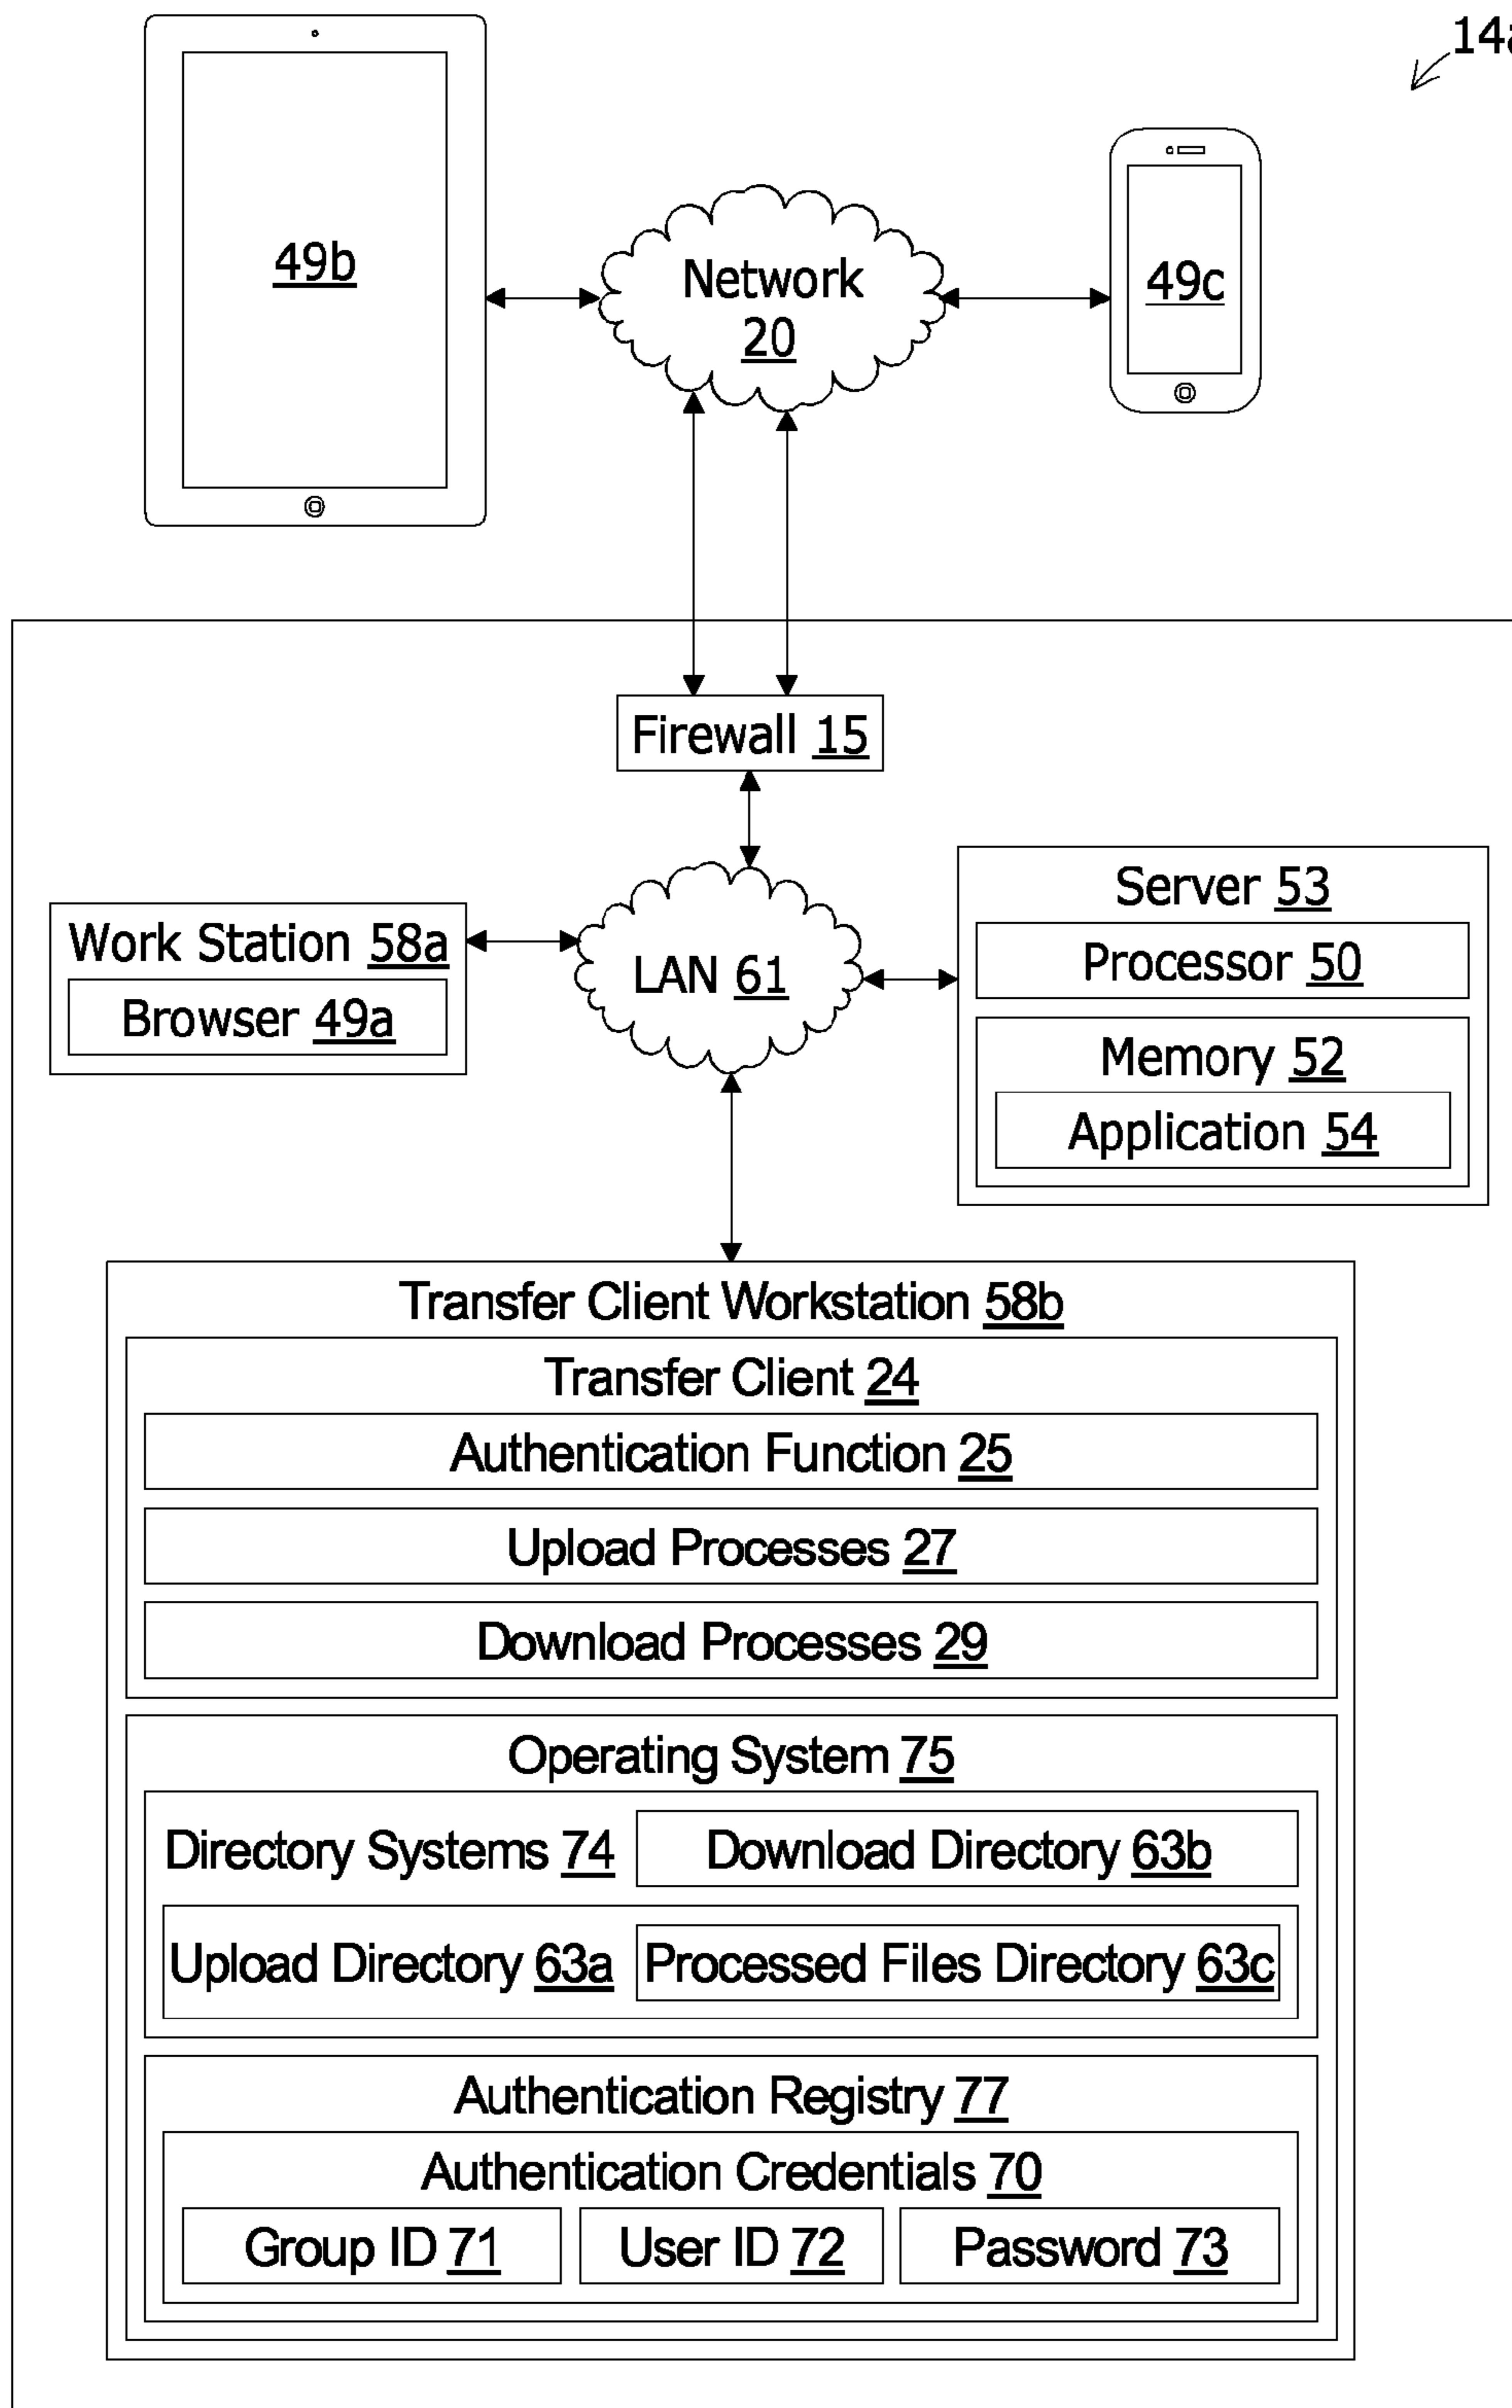 14a
49b
Network
20
49c
Firewall 15
Work Station 58a
Browser 49a
LAN 61
Server 53
Processor 50
Memory 52
Application 54
Transfer Client Workstation 58b
Transfer Client 24
Authentication Function 25
Upload Processes 27
Download Processes 29
Operating System 75
Directory Systems 74
Download Directory 63b
Upload Directory 63a
Processed Files Directory 63c
Authentication Registry 77
Authentication Credentials 70
Group ID 71
User ID 72
Password 73